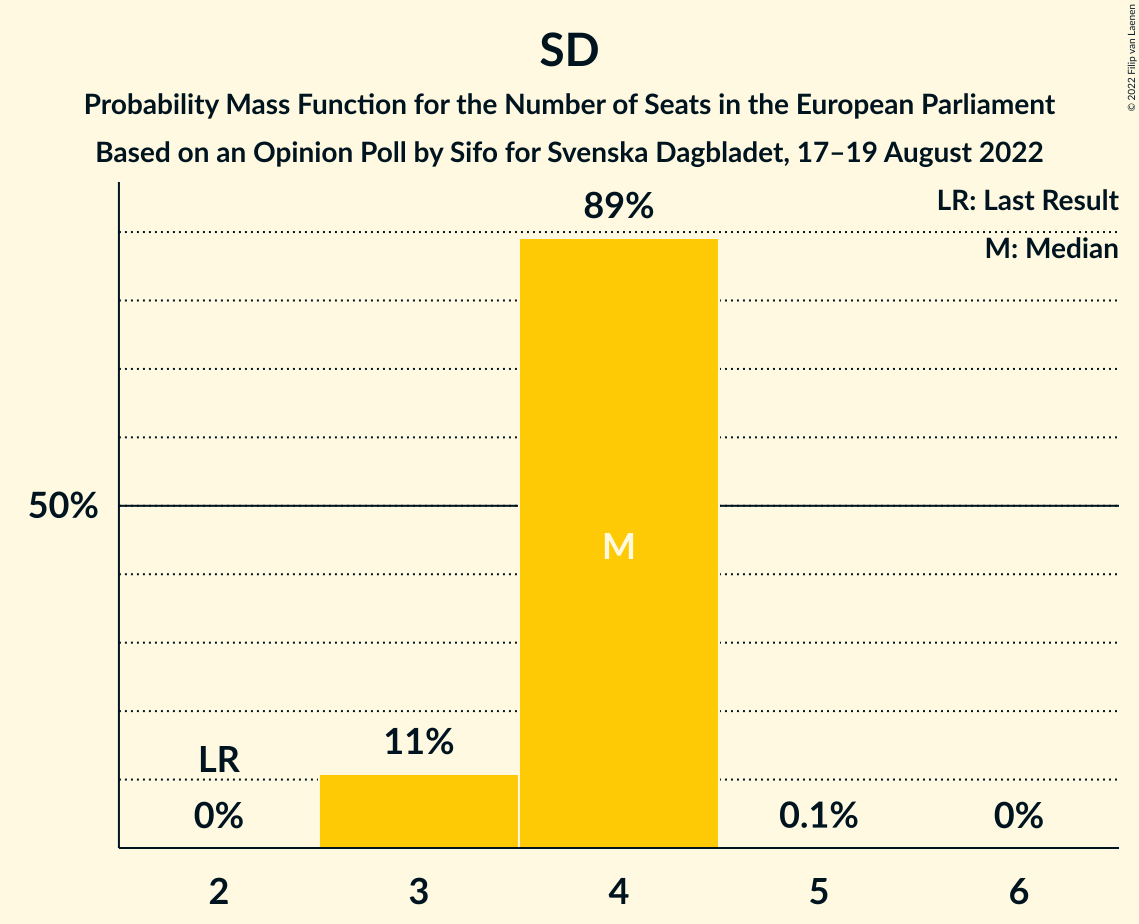 SD
Probability Mass Function for the Number of Seats in the European Parliament
Based on an Opinion Poll by Sifo for Svenska Dagbladet, 17–19 August 2022
© 2022 Filip van Laenen
LR: Last Result
M: Median
89%
50%
M
11%
LR
0%
0.1%
0%
2 3 4 5 6